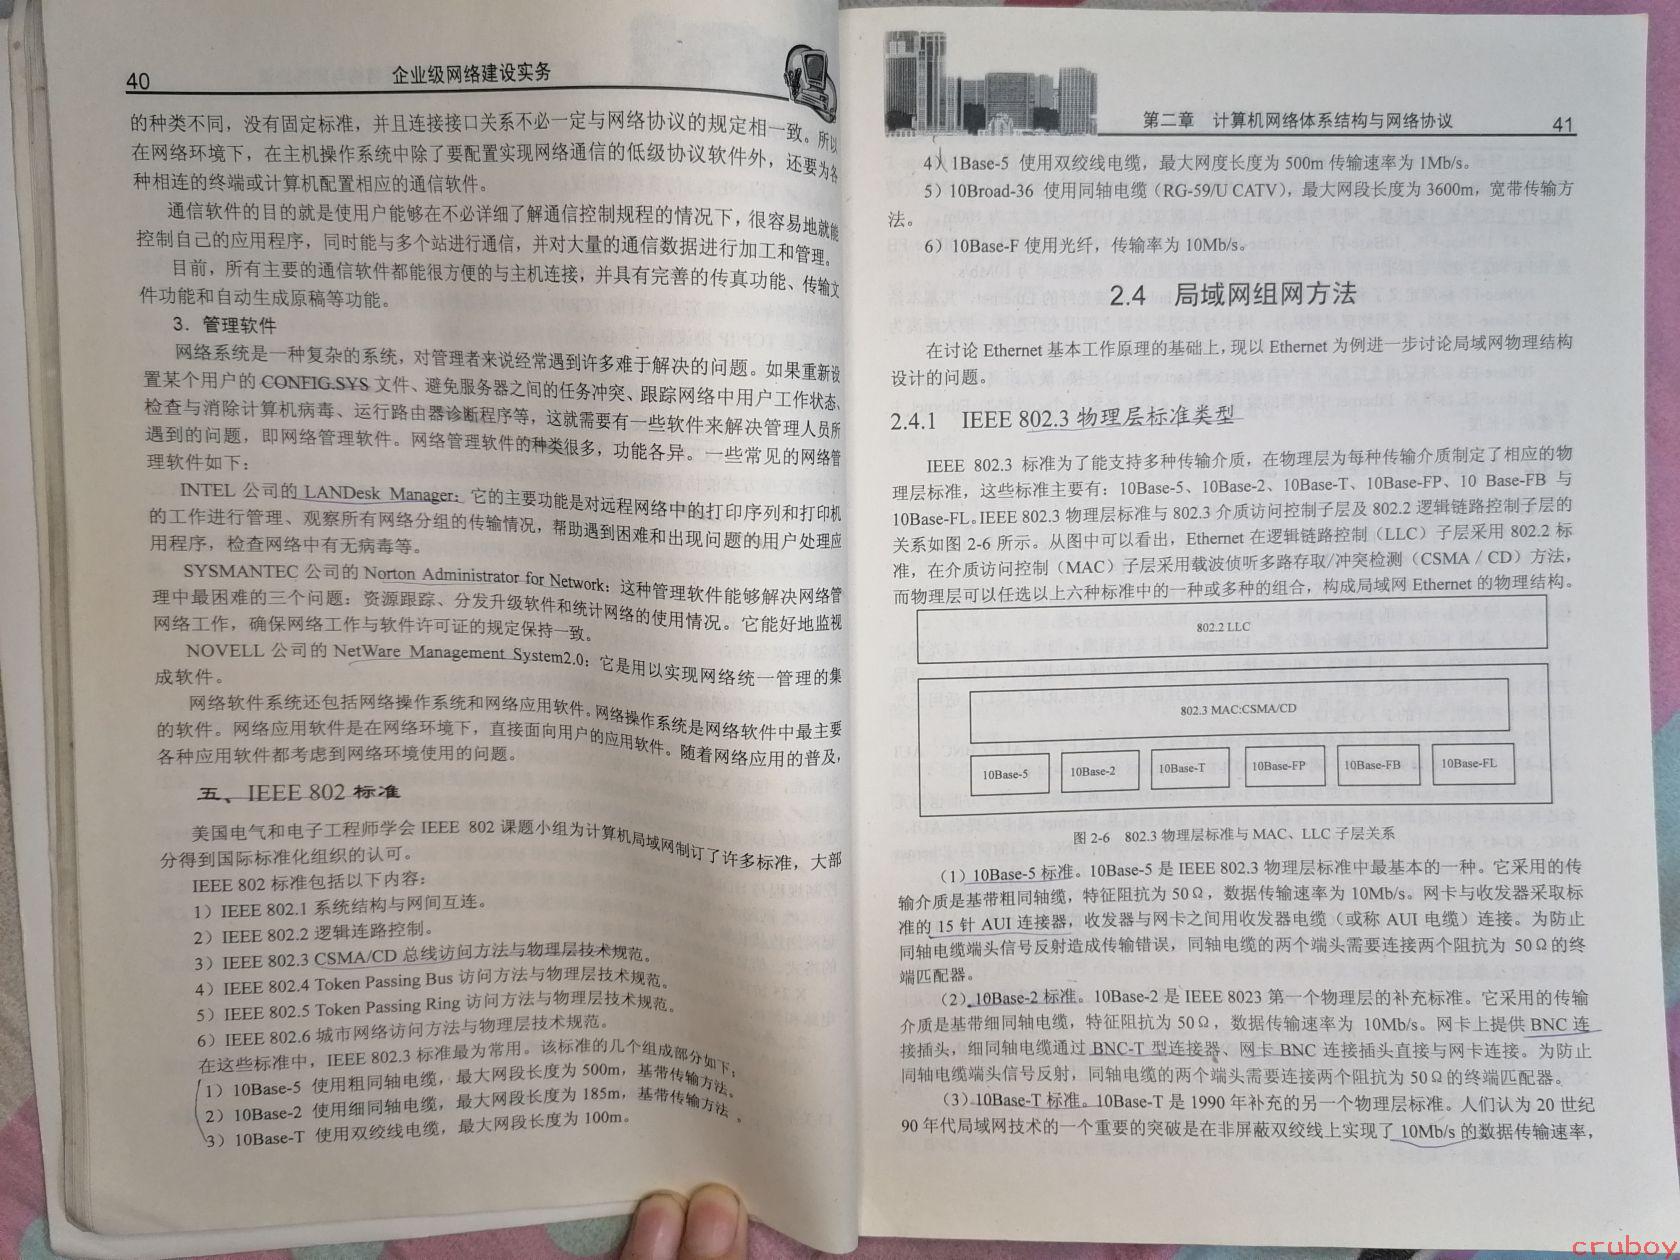 40 企业级网络建设实务
的种类不同，没有固定标准，并且连接接口关系不必一定与网络协议的规定相一致。所以
在网络环境下，在主机操作系统中除了要配置实现网络通信的低级协议软件外，还要为各
种相连的终端或计算机配置相应的通信软件。
通信软件的目的就是使用户能够在不必详细了解通信控制规程的情况下，很容易地就能
控制自己的应用程序，同时能与多个站进行通信，并对大量的通信数据进行加工和管理。
目前，所有主要的通信软件都能很方便的与主机连接，并具有完善的传真功能、传输文
件功能和自动生成原稿等功能。
3．管理软件
网络系统是一种复杂的系统，对管理者来说经常遇到许多难于解决的问题。如果重新设
置某个用户的 CONFIG.SYS 文件、避免服务器之间的任务冲突、跟踪网络中用户工作状态、
检查与消除计算机病毒、运行路由器诊断程序等，这就需要有一些软件来解决管理人员所
遇到的问题，即网络管理软件。网络管理软件的种类很多，功能各异。一些常见的网络管
理软件如下：
INTEL 公司的 LANDesk Manager：它的主要功能是对远程网络中的打印序列和打印机
的工作进行管理、观察所有网络分组的传输情况，帮助遇到困难和出现问题的用户处理应
用程序，检查网络中有无病毒等。
SYSMANTEC 公司的 Norton Administrator for Network：这种管理软件能够解决网络管
理中最困难的三个问题：资源跟踪、分发升级软件和统计网络的使用情况。它能好地监视
网络工作，确保网络工作与软件许可证的规定保持一致。
NOVELL 公司的 NetWare Management System2.0：它是用以实现网络统一管理的集
成软件。
网络软件系统还包括网络操作系统和网络应用软件。网络操作系统是网络软件中最主要
的软件。网络应用软件是在网络环境下，直接面向用户的应用软件。随着网络应用的普及，
各种应用软件都考虑到网络环境使用的问题。
五、IEEE 802 标准
美国电气和电子工程师学会 IEEE 802 课题小组为计算机局域网制订了许多标准，大部
分得到国际标准化组织的认可。
IEEE 802 标准包括以下内容：
1）IEEE 802.1 系统结构与网间互连。
2）IEEE 802.2 逻辑连路控制。
3）IEEE 802.3 CSMA/CD 总线访问方法与物理层技术规范。
4）IEEE 802.4 Token Passing Bus 访问方法与物理层技术规范。
5）IEEE 802.5 Token Passing Ring 访问方法与物理层技术规范。
6）IEEE 802.6 城市网络访问方法与物理层技术规范。
在这些标准中，IEEE 802.3 标准最为常用。该标准的几个组成部分如下：
1）10Base-5 使用粗同轴电缆，最大网段长度为 500m，基带传输方法。
2）10Base-2 使用细同轴电缆，最大网段长度为 185m，基带传输方法 。
3）10Base-T 使用双绞线电缆，最大网段长度为 100m。
第二章 计算机网络体系结构与网络协议 41
4）1Base-5 使用双绞线电缆，最大网度长度为 500m 传输速率为 1Mb/s。
5）10Broad-36 使用同轴电缆（RG-59/U CATV），最大网段长度为 3600m，宽带传输方
法。
6）10Base-F 使用光纤，传输率为 10Mb/s。
2.4 局域网组网方法
在讨论 Ethernet 基本工作原理的基础上，现以 Ethernet 为例进一步讨论局域网物理结构
设计的问题。
2.4.1 IEEE 802.3 物理层标准类型
IEEE 802.3 标准为了能支持多种传输介质，在物理层为每种传输介质制定了相应的物
理层标准，这些标准主要有：10Base-5、10Base-2、10Base-T、10Base-FP、10 Base-FB 与
10Base-FL。IEEE 802.3 物理层标准与 802.3 介质访问控制子层及 802.2 逻辑链路控制子层的
关系如图 2-6 所示。从图中可以看出，Ethernet 在逻辑链路控制（LLC）子层采用 802.2 标
准，在介质访问控制（MAC）子层采用载波侦听多路存取/冲突检测（CSMA / CD）方法，
而物理层可以任选以上六种标准中的一种或多种的组合，构成局域网 Ethernet 的物理结构。
802.2 LLC
802.3 MAC:CSMA/CD
10Base-5 10Base-2 10Base-T 10Base-FP 10Base-FB 10Base-FL
图 2-6 802.3 物理层标准与 MAC、LLC 子层关系
（1）10Base-5 标准。10Base-5 是 IEEE 802.3 物理层标准中最基本的一种。它采用的传
输介质是基带粗同轴缆，特征阻抗为 50Ω，数据传输速率为 10Mb/s。网卡与收发器采取标
准的 15 针 AUI 连接器，收发器与网卡之间用收发器电缆（或称 AUI 电缆）连接。为防止
同轴电缆端头信号反射造成传输错误，同轴电缆的两个端头需要连接两个阻抗为 50Ω的终
端匹配器。
（2）10Base-2 标准。10Base-2 是 IEEE 8023 第一个物理层的补充标准。它采用的传输
介质是基带细同轴电缆，特征阻抗为 50Ω，数据传输速率为 10Mb/s。网卡上提供 BNC 连
接插头，细同轴电缆通过 BNC-T 型连接器、网卡 BNC 连接插头直接与网卡连接。为防止
同轴电缆端头信号反射，同轴电缆的两个端头需要连接两个阻抗为 50Ω的终端匹配器。
（3）10Base-T 标准。10Base-T 是 1990 年补充的另一个物理层标准。人们认为 20 世纪
90 年代局域网技术的一个重要的突破是在非屏蔽双绞线上实现了 10Mb/s 的数据传输速率，
cruboy